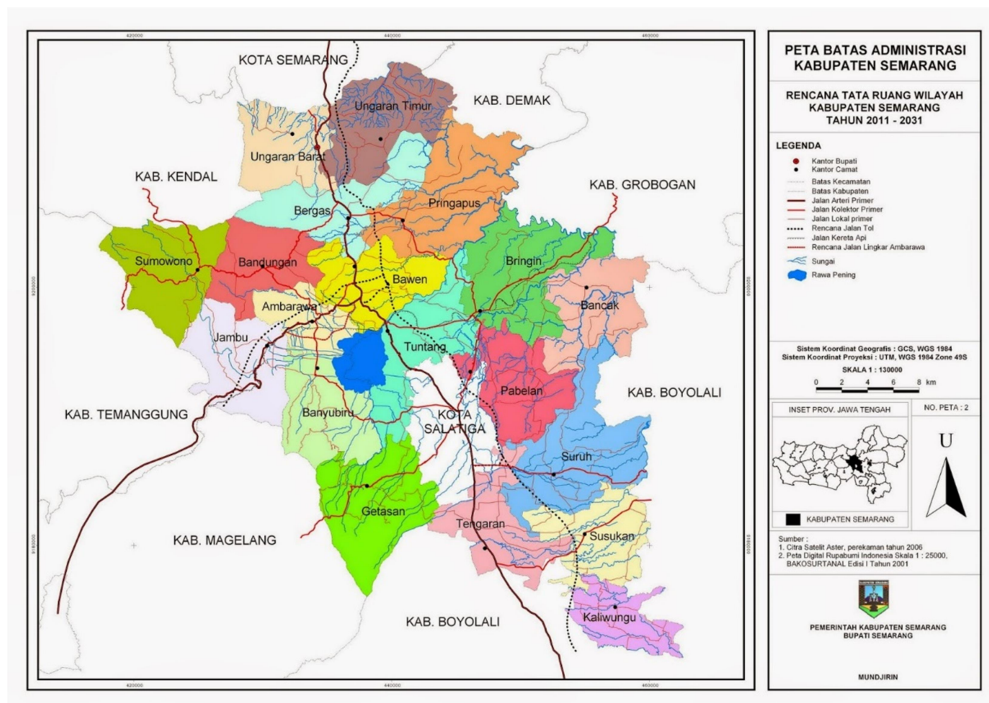 420000
440000
460000
KOTA SEMARANG
Ungaran Timur
KAB. DEMAK
Ungaran Barat
KAB. KENDAL
KAB. GROBOGAN
Pringapus
Bergas
Sumowono
Bandungan
Bringin
Bawen
Ambarawa
Bancak
Jambu
Tuntang
Pabelan
KAB. BOYOLALI
KAB. TEMANGGUNG
Banyubiru
KOTA
SALATIGA
Suruh
Getasan
Tengaran
KAB. MAGELANG
Susukan
KAB. BOYOLALI
Kaliwungu
420000
440000
460000
PETA BATAS ADMINISTRASI
KABUPATEN SEMARANG
RENCANA TATA RUANG WILAYAH
KABUPATEN SEMARANG
TAHUN 2011 - 2031
LEGENDA
Kantor Bupati
Kantor Camat
Batas Kecamatan
Batas Kabupaten
Jalan Arteri Primer
Jalan Kolektor Primer
Jalan Lokal primer
Rencana Jalan Tol
Jalan Kereta Api
Rencana Jalan Lingkar Ambarawa
Sungai
Rawa Pening
Sistem Koordinat Geografis : GCS, WGS 1984
Sistem Koordinat Proyeksi : UTM, WGS 1984 Zone 49S
SKALA 1 : 130000
0 2 4 6 8 km
INSET PROV. JAWA TENGAH
NO. PETA : 2
U
KABUPATEN SEMARANG
Sumber :
1. Citra Satelit Aster, perekaman tahun 2006
2. Peta Digital Rupabumi Indonesia Skala 1 : 25000,
BAKOSURTANAL Edisi I Tahun 2001
PEMERINTAH KABUPATEN SEMARANG
BUPATI SEMARANG
MUNDJIRIN